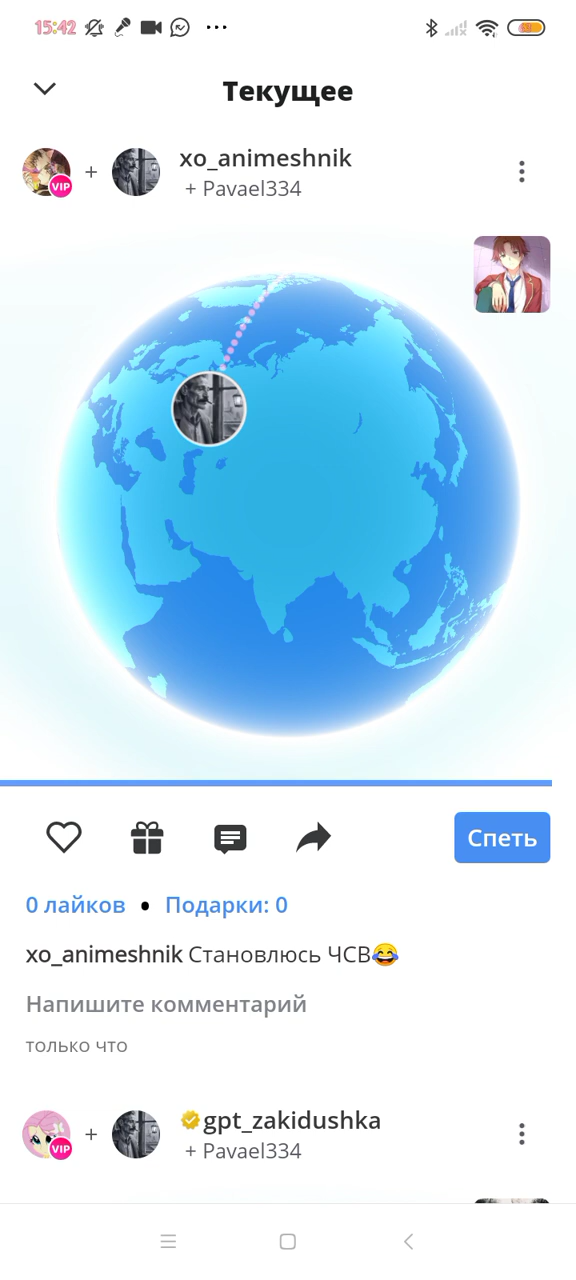 15:42
Текущее
xo_animeshnik
VIP
+
+ Pavael334
Спеть
0 лайков • Подарки: 0
xo_animeshnik Становлюсь ЧСВ😂
Напишите комментарий
только что
gpt_zakidushka
VIP
+
+ Pavael334